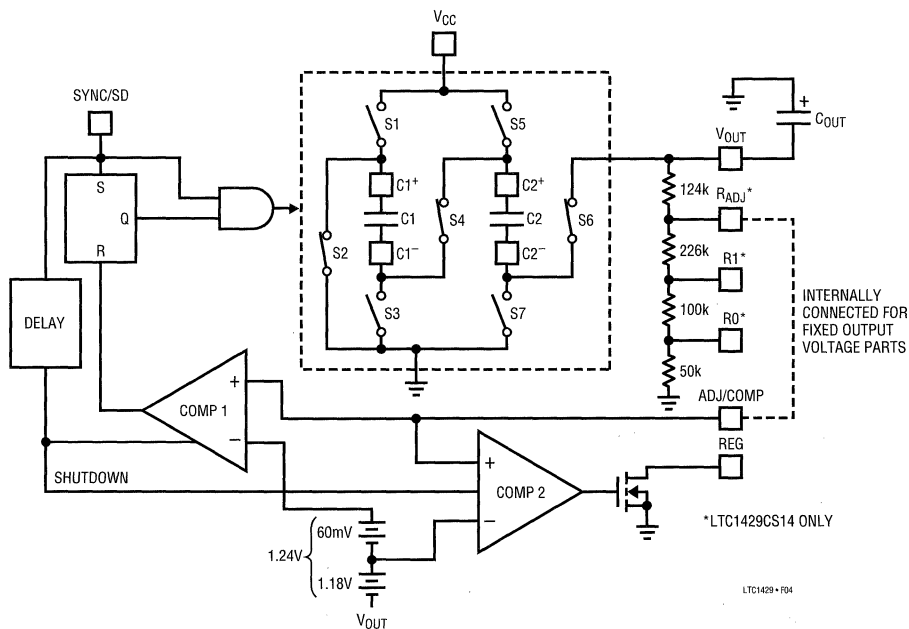 VCC
SYNC/SD
S1
S5
+
COUT
VOUT
S
Q
R
C1+
C2+
C1
C2
S4
S6
S2
C1–
C2–
S3
S7
124k
RADJ*
226k
R1*
100k
R0*
50k
INTERNALLY
CONNECTED FOR
FIXED OUTPUT
VOLTAGE PARTS
DELAY
COMP 1
+
–
ADJ/COMP
REG
SHUTDOWN
+
COMP 2
–
60mV
1.24V
1.18V
VOUT
*LTC1429CS14 ONLY
LTC1429 • F04